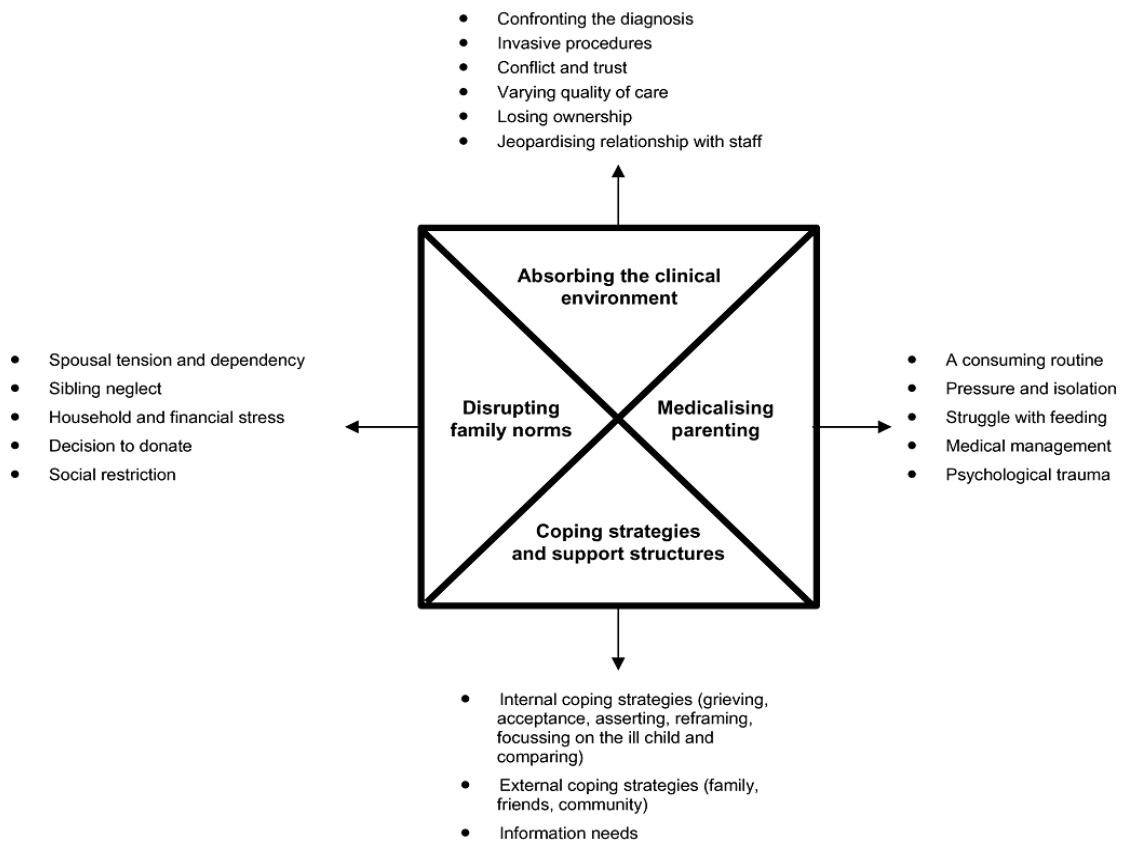 • Confronting the diagnosis
• Invasive procedures
• Conflict and trust
• Varying quality of care
• Losing ownership
• Jeopardising relationship with staff
Absorbing the clinical
environment
• Spousal tension and dependency
• Sibling neglect
• Household and financial stress
• Decision to donate
• Social restriction
Disrupting
family norms
Medicalising
parenting
• A consuming routine
• Pressure and isolation
• Struggle with feeding
• Medical management
• Psychological trauma
Coping strategies
and support structures
• Internal coping strategies (grieving,
acceptance, asserting, reframing,
focussing on the ill child and
comparing)
• External coping strategies (family,
friends, community)
• Information needs